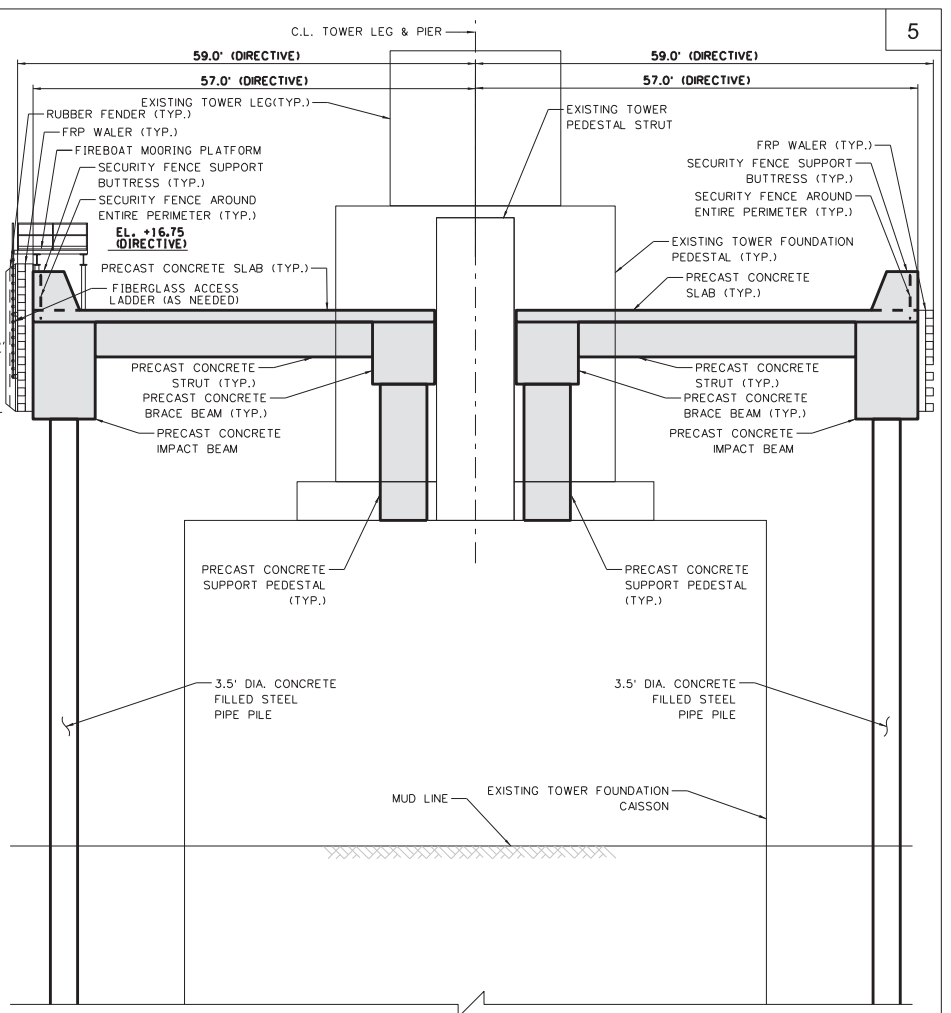 5
C.L. TOWER LEG & PIER
59.0' (DIRECTIVE)
59.0' (DIRECTIVE)
57.0' (DIRECTIVE)
57.0' (DIRECTIVE)
EXISTING TOWER LEG(TYP.)
RUBBER FENDER (TYP.)
FRP WALER (TYP.)
FIREBOAT MOORING PLATFORM
SECURITY FENCE SUPPORT
BUTTRESS (TYP.)
SECURITY FENCE AROUND
ENTIRE PERIMETER (TYP.)
EL. +16.75
(DIRECTIVE)
PRECAST CONCRETE SLAB (TYP.)
FIBERGLASS ACCESS
LADDER (AS NEEDED)
EXISTING TOWER
PEDESTAL STRUT
FRP WALER (TYP.)
SECURITY FENCE SUPPORT
BUTTRESS (TYP.)
SECURITY FENCE AROUND
ENTIRE PERIMETER (TYP.)
EXISTING TOWER FOUNDATION
PEDESTAL (TYP.)
PRECAST CONCRETE
SLAB (TYP.)
PRECAST CONCRETE
STRUT (TYP.)
PRECAST CONCRETE
BRACE BEAM (TYP.)
PRECAST CONCRETE
IMPACT BEAM
PRECAST CONCRETE
STRUT (TYP.)
PRECAST CONCRETE
BRACE BEAM (TYP.)
PRECAST CONCRETE
IMPACT BEAM
PRECAST CONCRETE
SUPPORT PEDESTAL
(TYP.)
PRECAST CONCRETE
SUPPORT PEDESTAL
(TYP.)
3.5' DIA. CONCRETE
FILLED STEEL
PIPE PILE
3.5' DIA. CONCRETE
FILLED STEEL
PIPE PILE
MUD LINE
EXISTING TOWER FOUNDATION
CAISSON